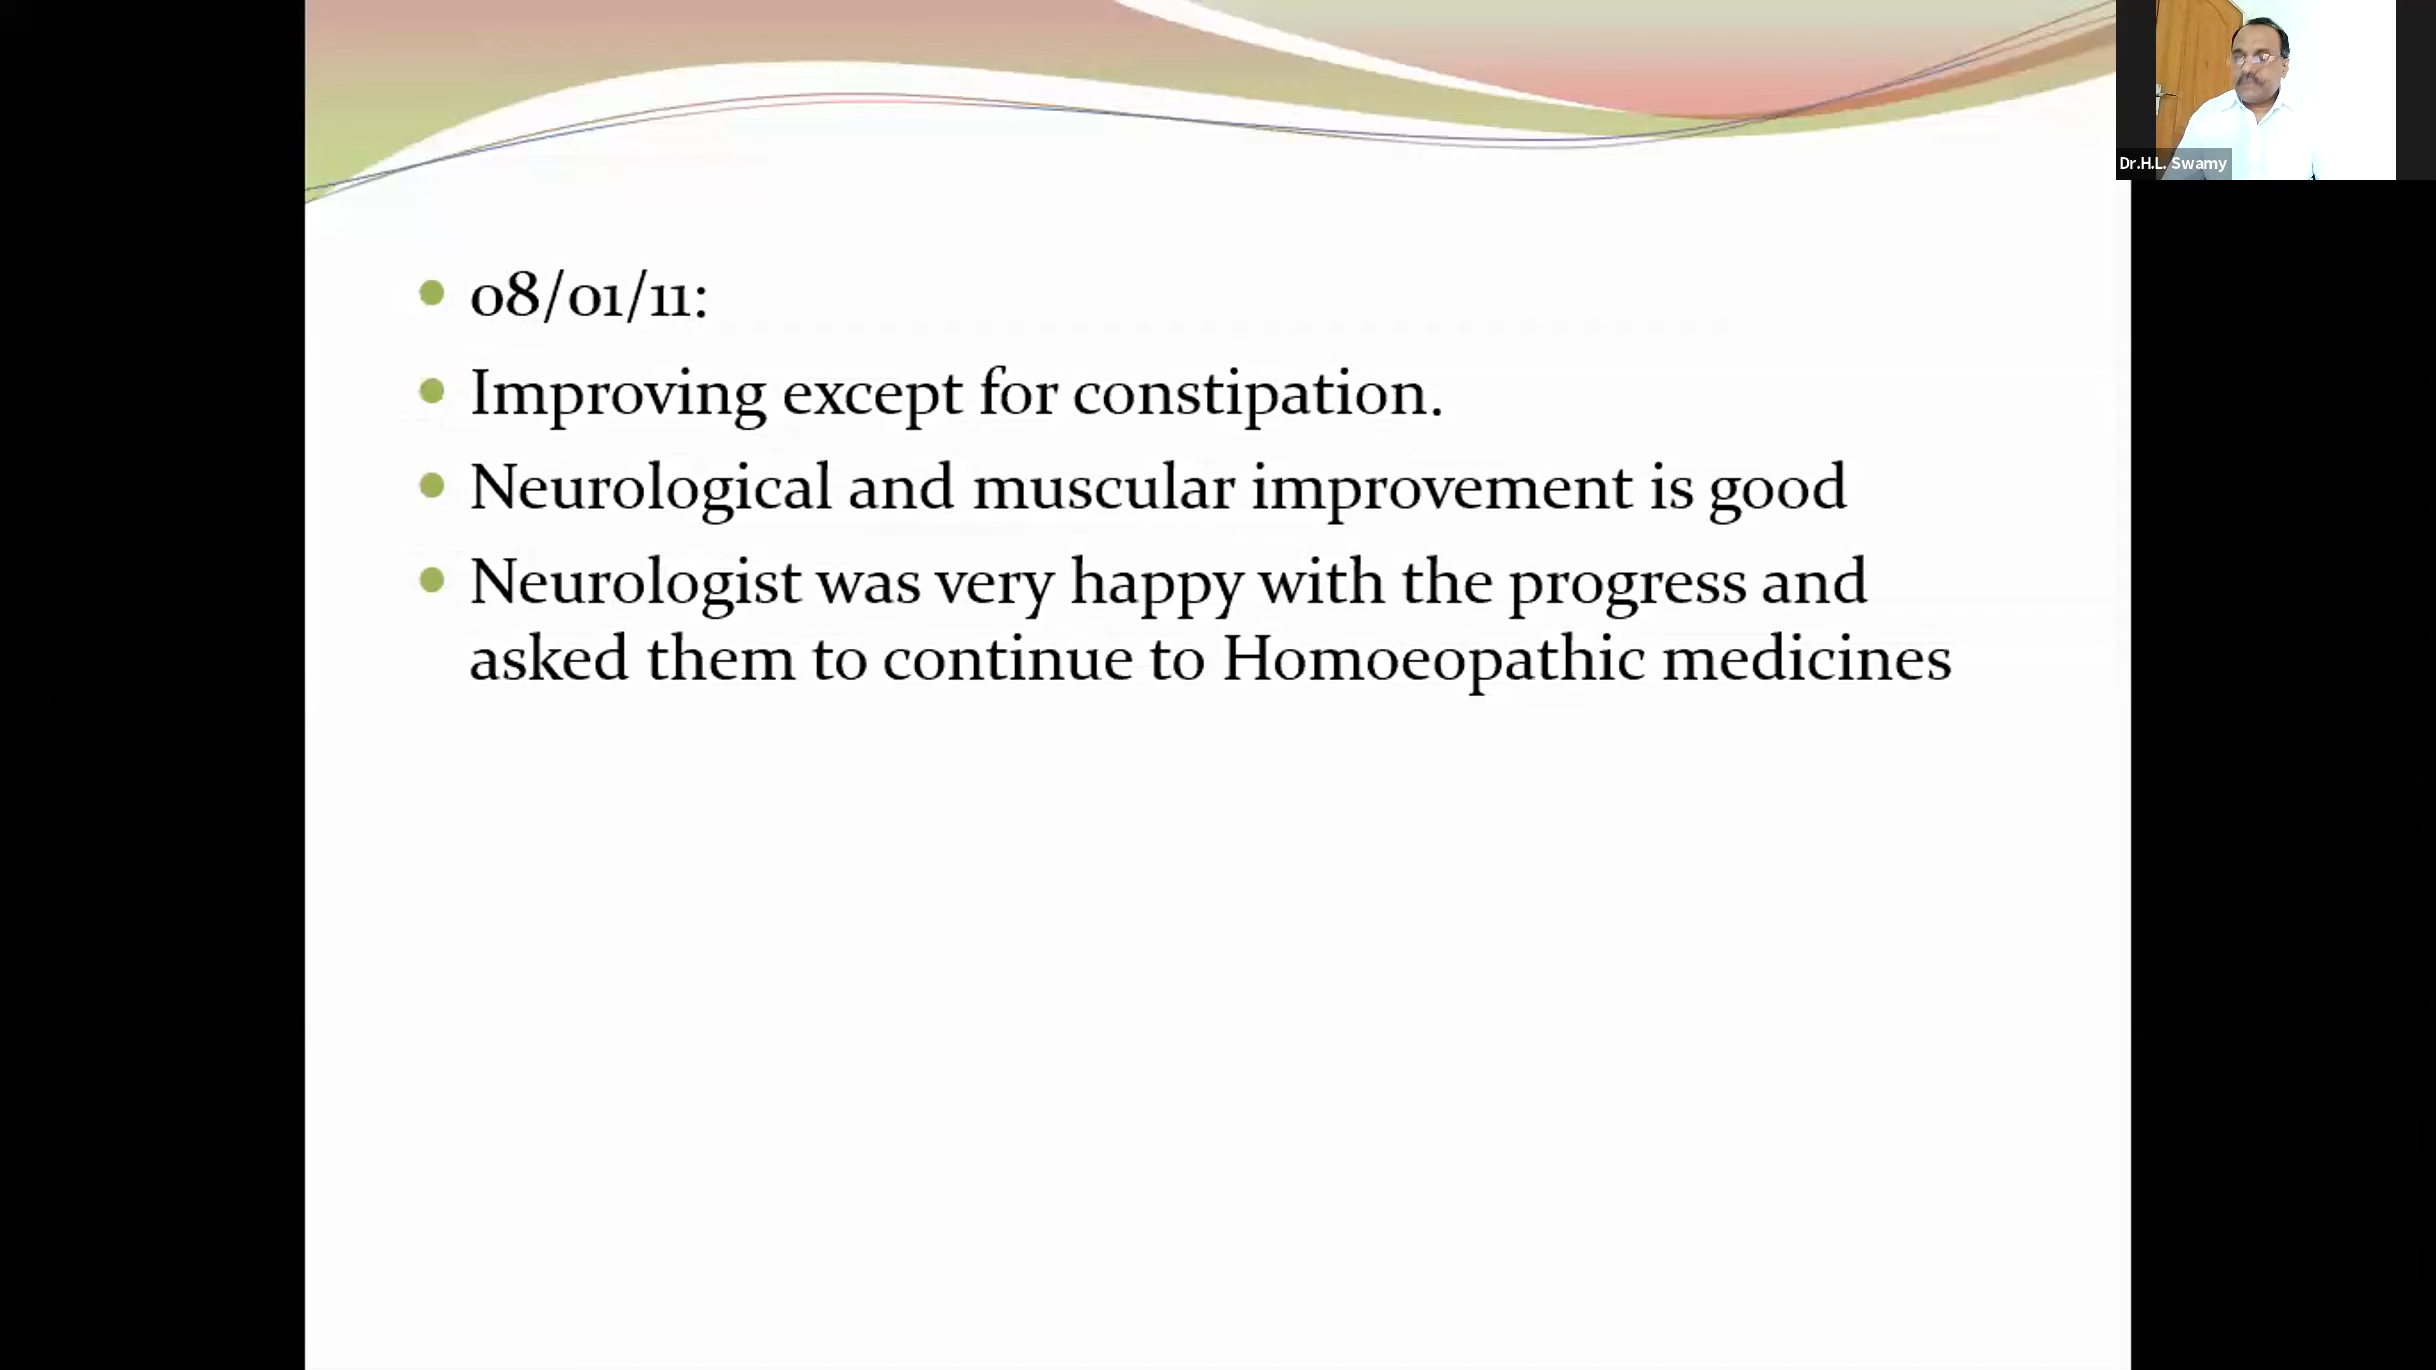 Dr.H.L. Swamy
08/01/11:
Improving except for constipation.
Neurological and muscular improvement is good
Neurologist was very happy with the progress and
asked them to continue to Homoeopathic medicines